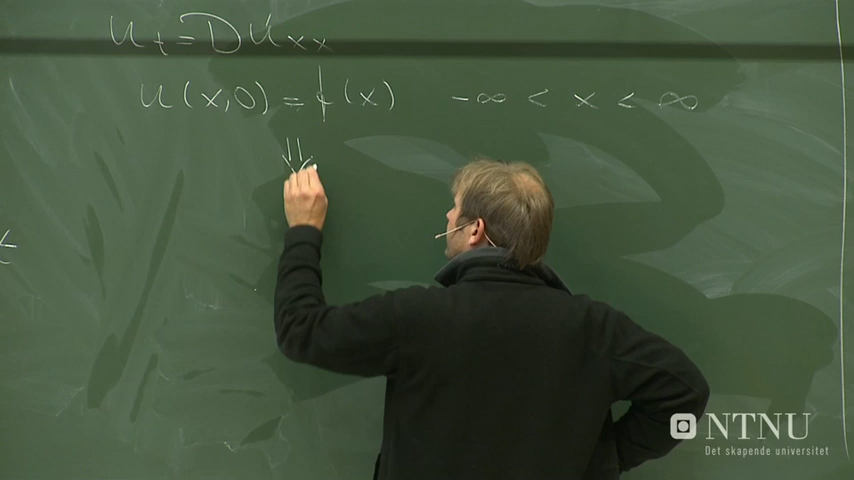 u_t = D u_xx
u(x,0) = f(x) -∞ < x < ∞
⇓
NTNU
Det skapende universitet